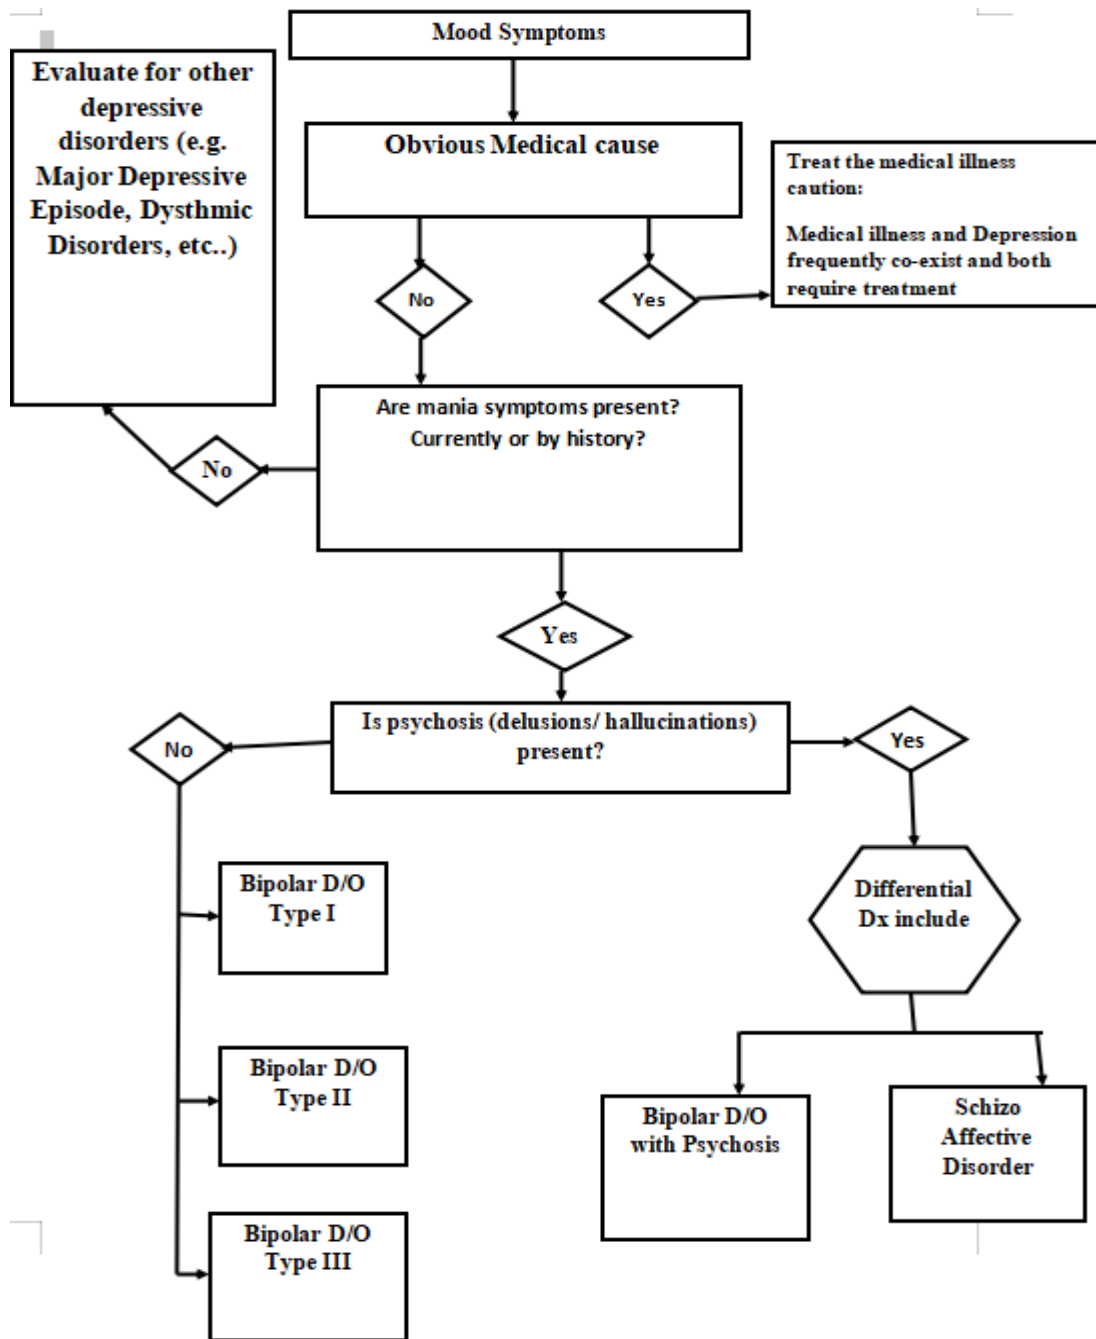 Mood Symptoms
Evaluate for other
depressive
disorders (e.g.
Major Depressive
Episode, Dysthmic
Disorders, etc..)
Obvious Medical cause
Treat the medical illness
caution:
Medical illness and Depression
frequently co-exist and both
require treatment
No
Yes
Are mania symptoms present?
Currently or by history?
No
Yes
Is psychosis (delusions/ hallucinations)
present?
No
Yes
Bipolar D/O
Type I
Differential
Dx include
Bipolar D/O
Type II
Bipolar D/O
with Psychosis
Schizo
Affective
Disorder
Bipolar D/O
Type III